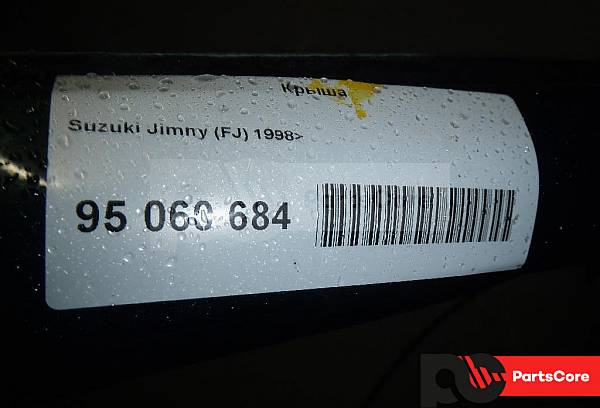 Крыша
Suzuki Jimny (FJ) 1998>
95 060 684
PartsCore